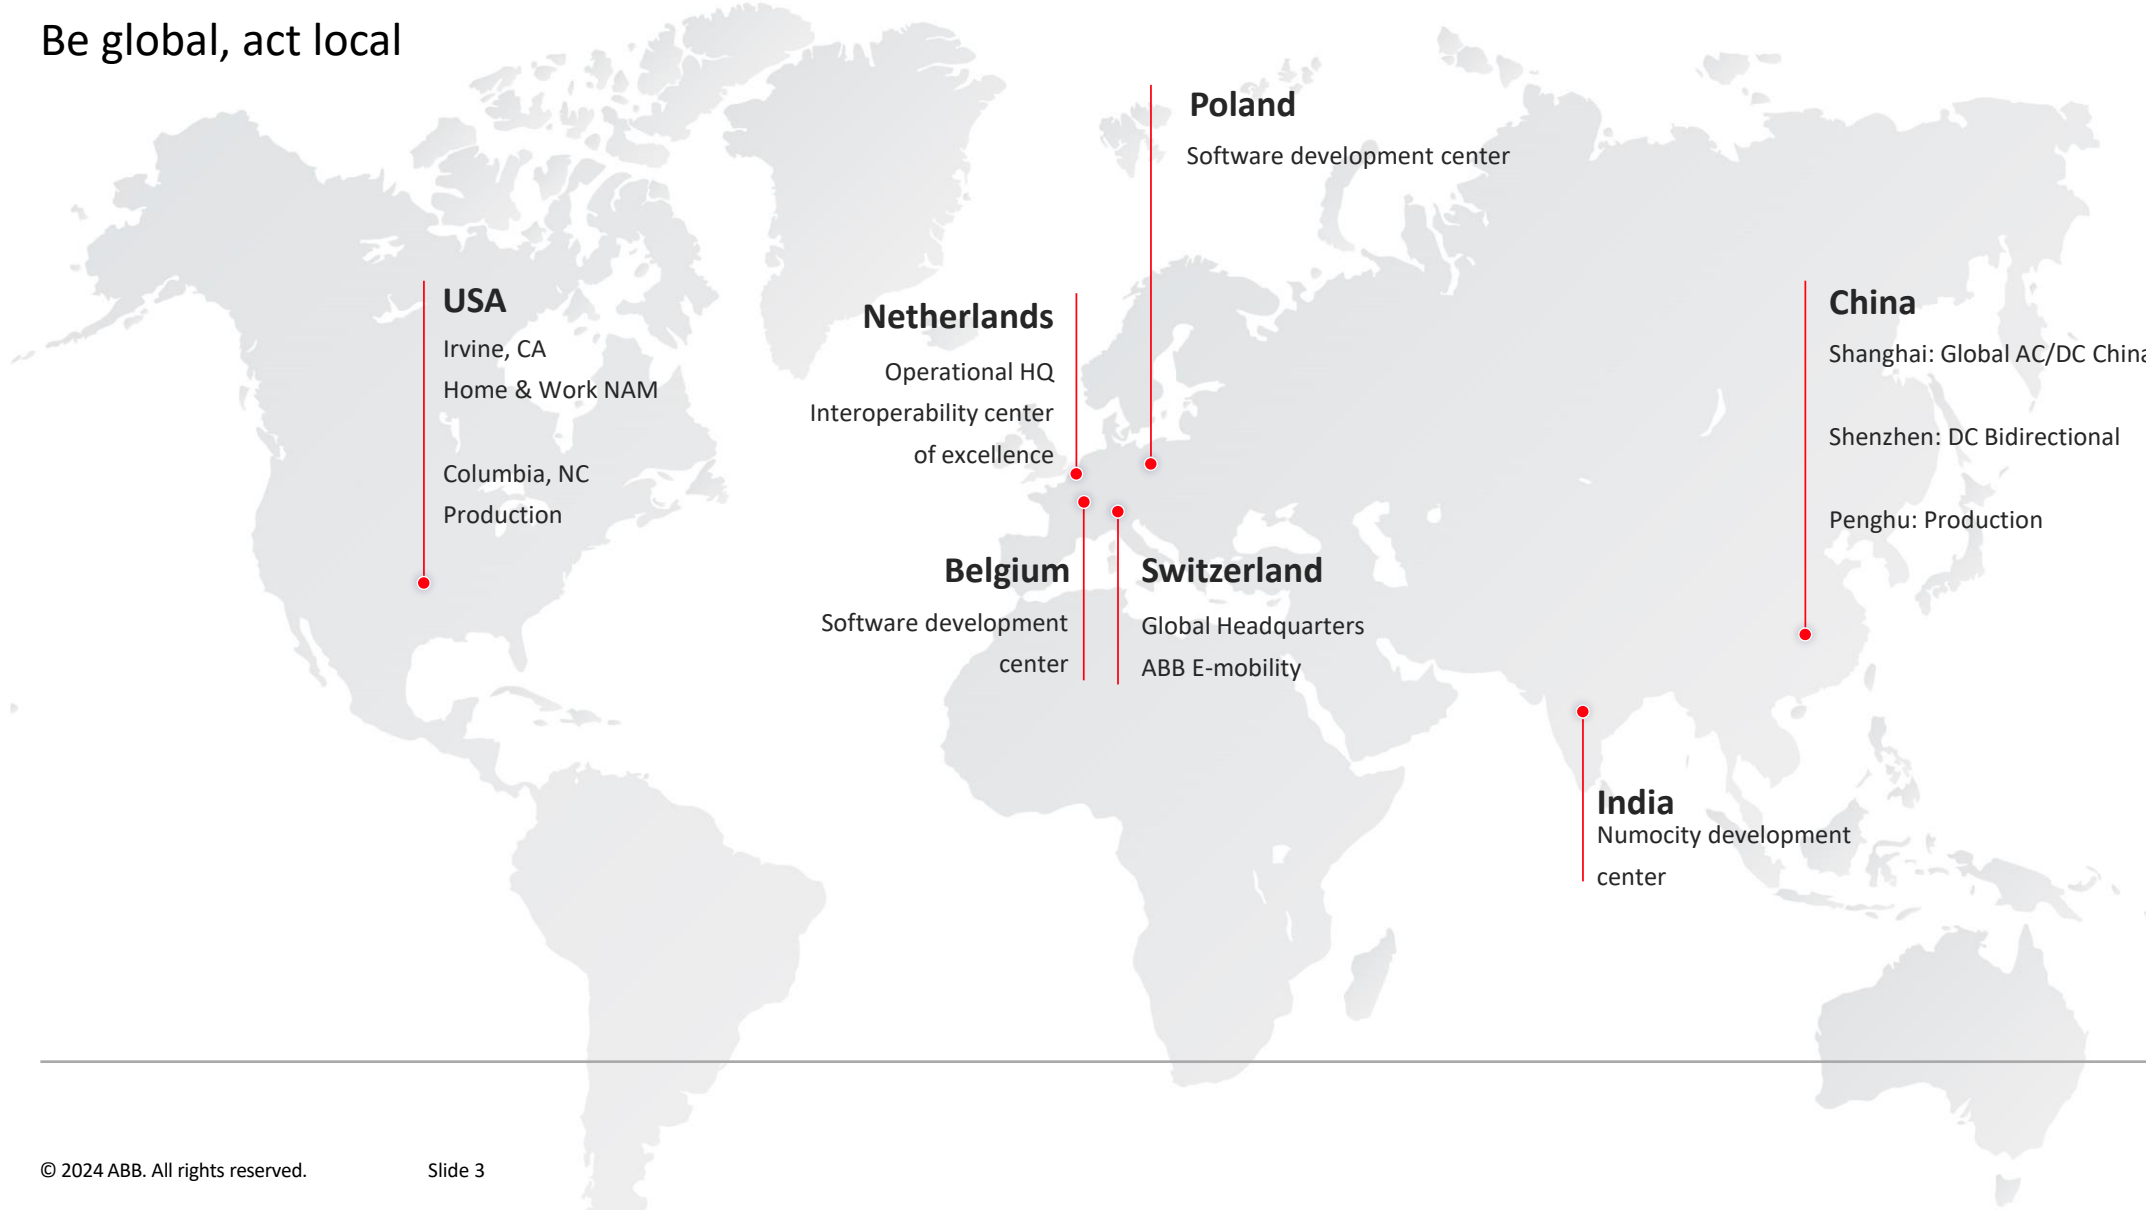 Be global, act local
Poland
Software development center
USA
Irvine, CA
Home & Work NAM
Columbia, NC
Production
Netherlands
Operational HQ
Interoperability center
of excellence
China
Shanghai: Global AC/DC China
Shenzhen: DC Bidirectional
Penghu: Production
Belgium
Software development
center
Switzerland
Global Headquarters
ABB E-mobility
India
Numocity development
center
© 2024 ABB. All rights reserved.
Slide 3